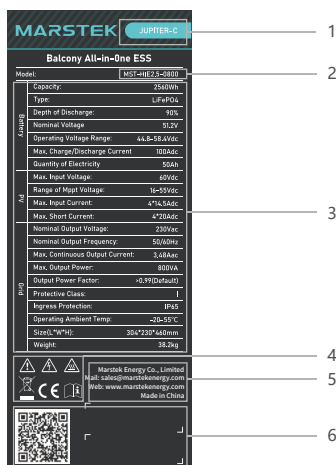 MARSTEK JUPITER-C 1
Balcony All-in-One ESS
Model: MST-HIE2,5-0800 2
Battery
Capacity: 2560Wh
Type: LiFePO4
Depth of Discharge: 90%
Nominal Voltage 51,2V
Operating Voltage Range: 44.8-58.4Vdc
Max. Charge/Discharge Current 100Adc
Quantity of Electricity 50Ah
PV
Max. Input Voltage: 60Vdc
Range of Mppt Voltage: 16-55Vdc
Max. Input Current: 4*14,5Adc
Max. Short Current: 4*20Adc
3
Grid
Nominal Output Voltage: 230Vac
Nominal Output Frequency: 50/60Hz
Max. Continuous Output Current: 3,48Aac
Max. Output Power: 800VA
Output Power Factor: >0.99(Default)
Protective Class: I
Ingress Protection: IP65
Operating Ambient Temp: -20-55°C
Size(L*W*H): 304*230*460mm
Weight: 38.2kg
4
CE
Marstek Energy Co., Limited
Mail: sales@marstekenergy.com 5
Web: www.marstekenergy.com
Made in China
6